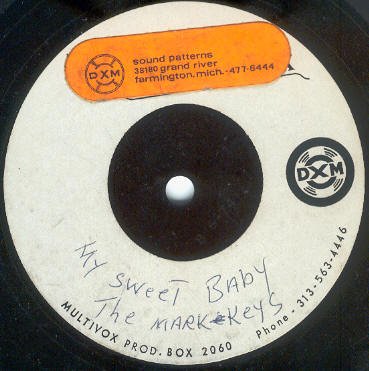 DXM
sound patterns
38180 grand river
farmington, mich. - 477-6444
DXM
My SWEET BABY
The MARK-KeyS
MULTIVOX PROD. BOX 2060 Phone - 313-563-4446